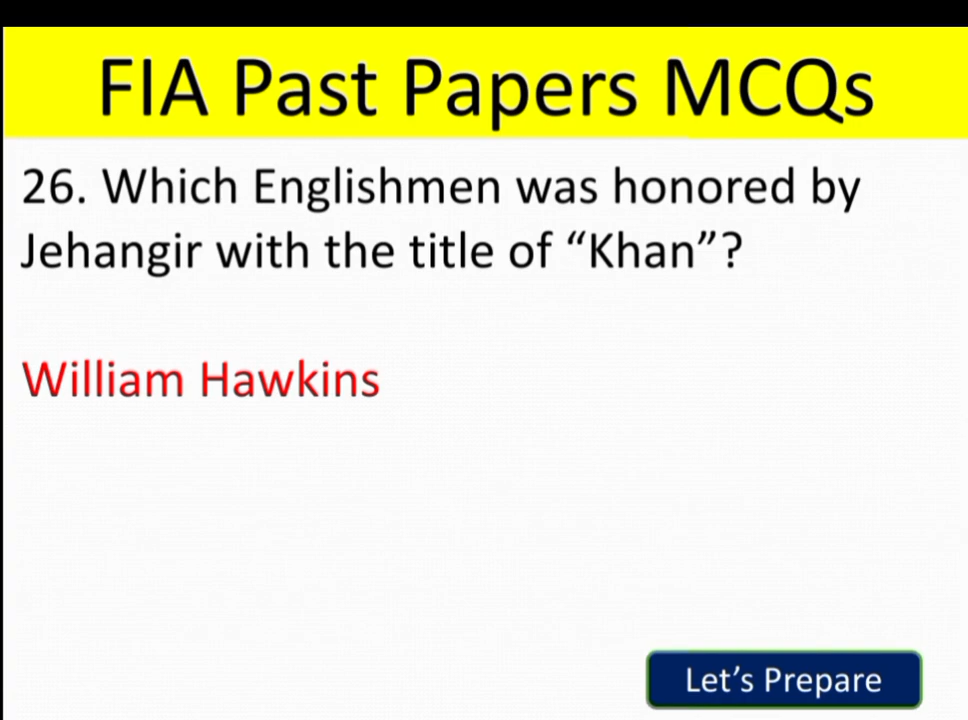 FIA Past Papers MCQs
26. Which Englishmen was honored by
Jehangir with the title of “Khan”?
William Hawkins
Let’s Prepare